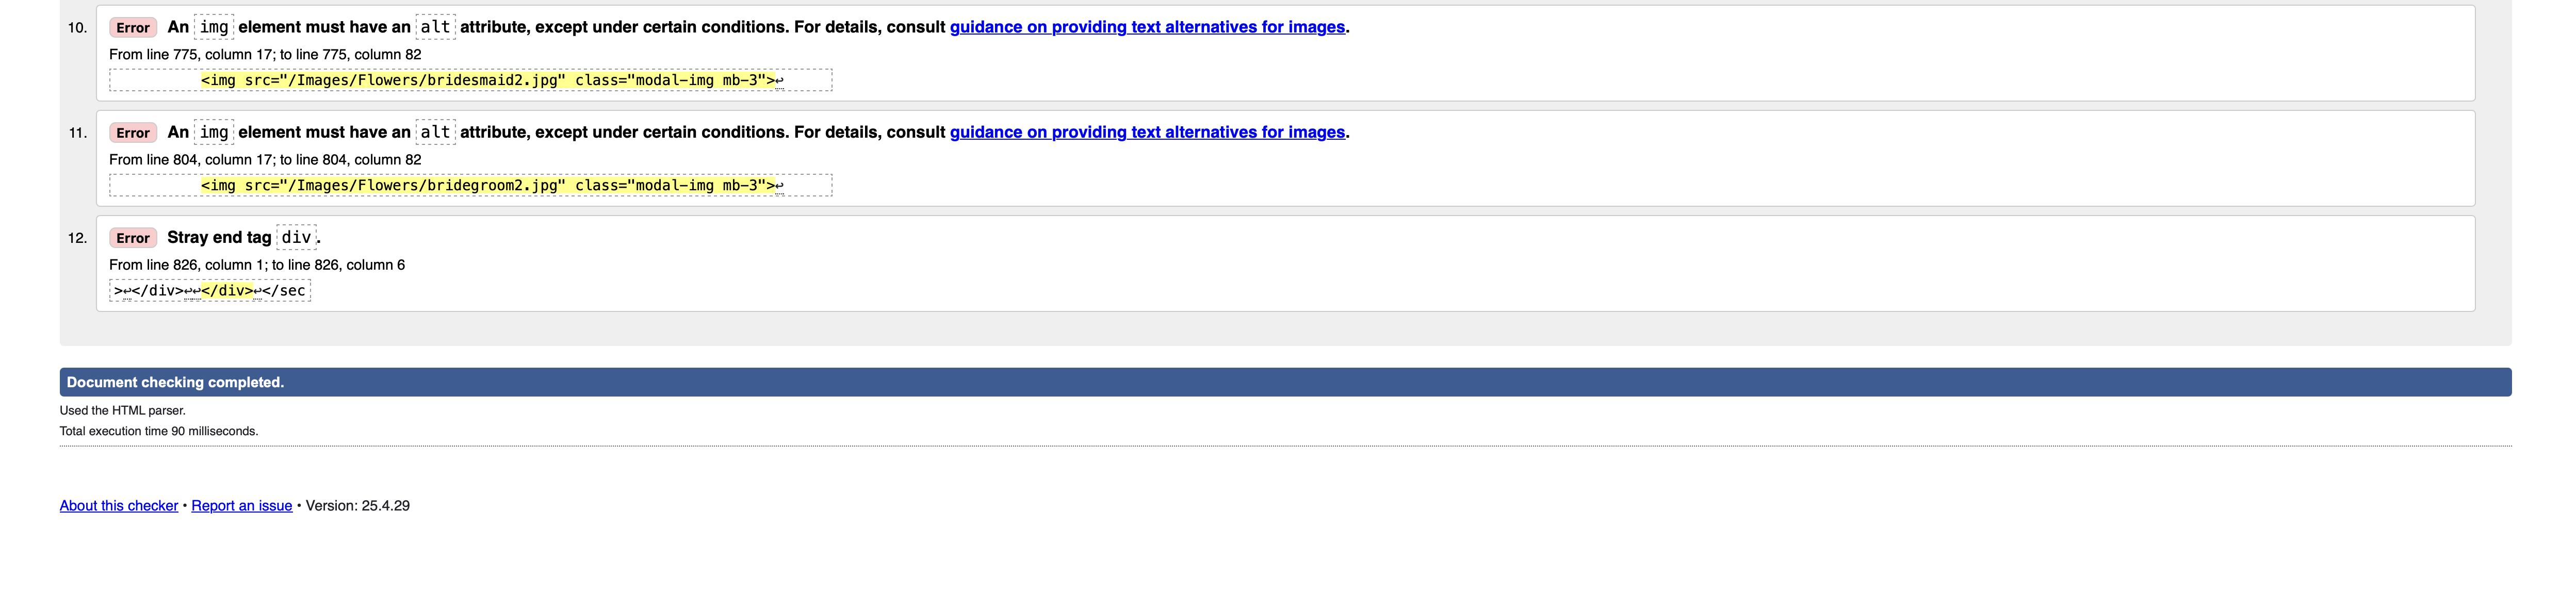 10. Error An img element must have an alt attribute, except under certain conditions. For details, consult guidance on providing text alternatives for images.
From line 775, column 17; to line 775, column 82
<img src="/Images/Flowers/bridesmaid2.jpg" class="modal-img mb-3">↩
11. Error An img element must have an alt attribute, except under certain conditions. For details, consult guidance on providing text alternatives for images.
From line 804, column 17; to line 804, column 82
<img src="/Images/Flowers/bridegroom2.jpg" class="modal-img mb-3">↩
12. Error Stray end tag div.
From line 826, column 1; to line 826, column 6
>↩</div>↩↩</div>↩</sec
Document checking completed.
Used the HTML parser.
Total execution time 90 milliseconds.
About this checker • Report an issue • Version: 25.4.29